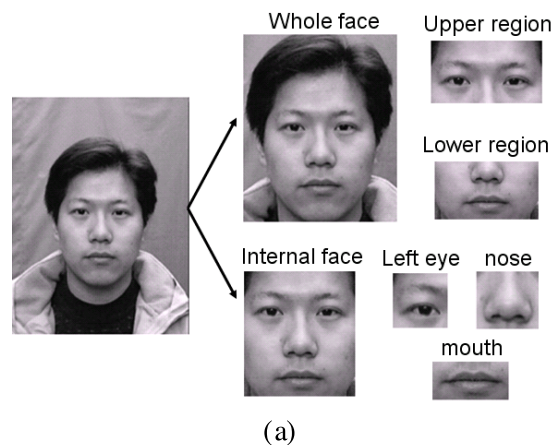 Whole face
Upper region
Lower region
Internal face
Left eye
nose
mouth
(a)